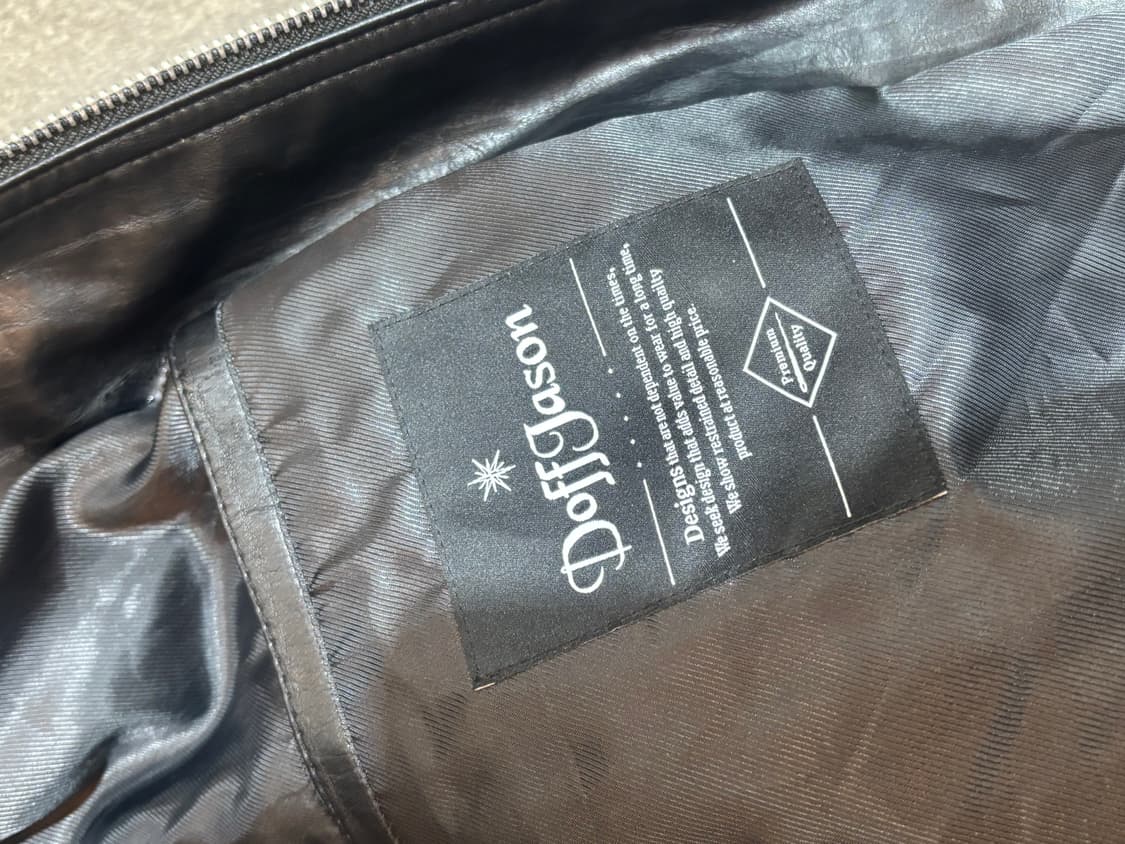 Doffjason
Designs that are not dependent on the times.
We seek design that adds value to wear for a long time,
We show restrained detail and high quality
product at reasonable price.
Premium
Quality